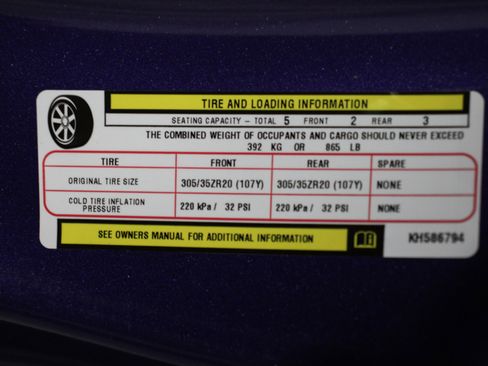 TIRE AND LOADING INFORMATION
SEATING CAPACITY - TOTAL 5 FRONT 2 REAR 3
THE COMBINED WEIGHT OF OCCUPANTS AND CARGO SHOULD NEVER EXCEED
392 KG OR 865 LB
TIRE FRONT REAR SPARE
ORIGINAL TIRE SIZE 305/35ZR20 (107Y) 305/35ZR20 (107Y) NONE
COLD TIRE INFLATION PRESSURE 220 kPa / 32 PSI 220 kPa / 32 PSI NONE
SEE OWNERS MANUAL FOR ADDITIONAL INFORMATION KH586794